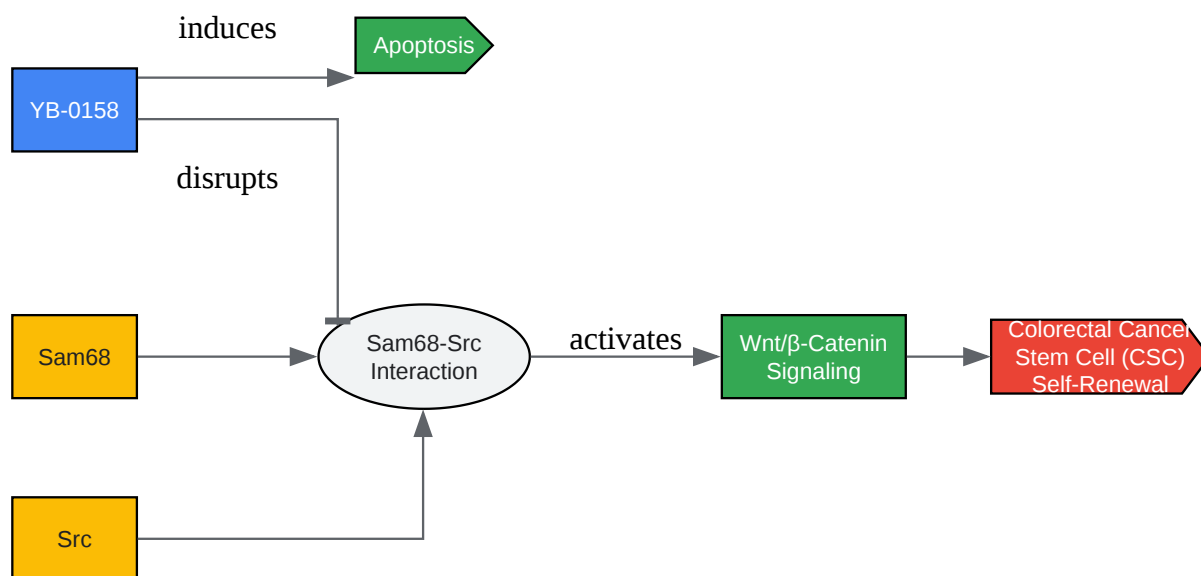 induces
Apoptosis
YB-0158
disrupts
Sam68
Sam68-Src
Interaction
activates
Wnt/β-Catenin
Signaling
Colorectal Cancer
Stem Cell (CSC)
Self-Renewal
Src